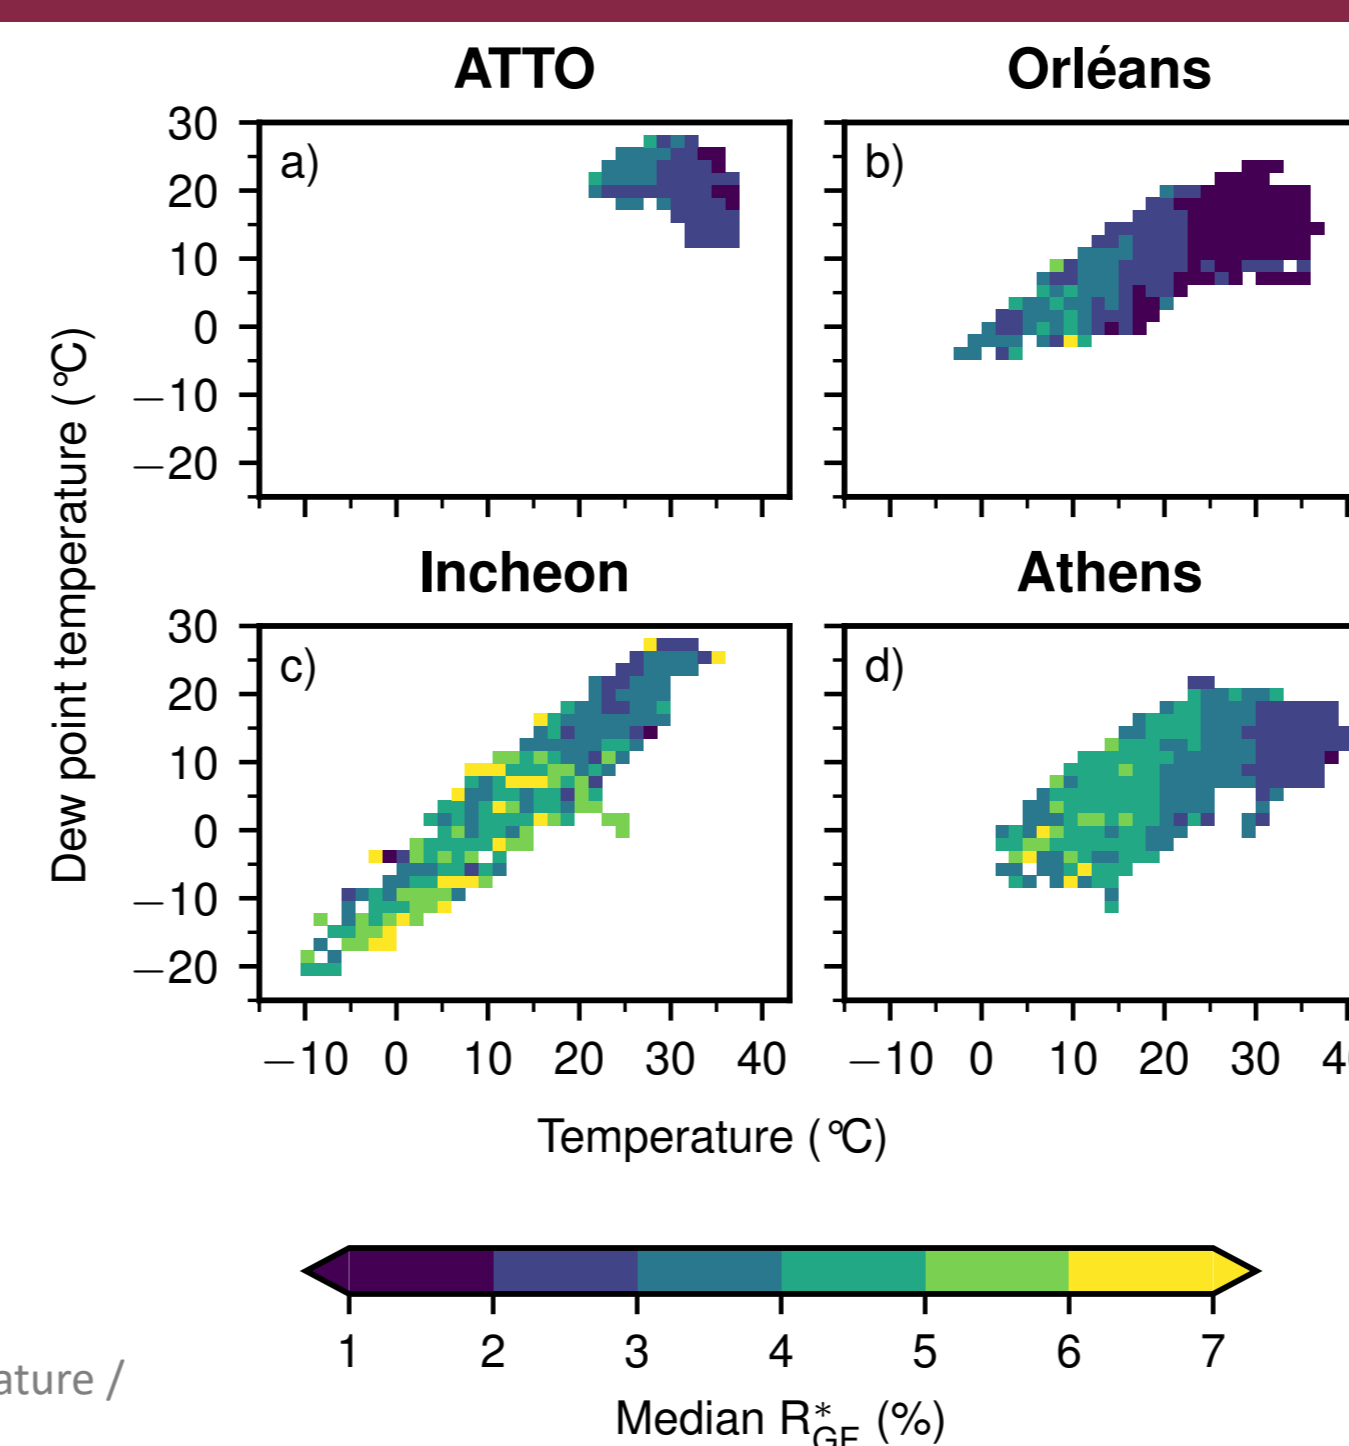 ATTO
Orléans
30
20
10
0
−10
−20
a)
b)
Incheon
Athens
30
20
10
0
−10
−20
c)
d)
Dew point temperature (°C)
−10 0 10 20 30 40
−10 0 10 20 30
Temperature (°C)
1 2 3 4 5 6 7
Median R*GF (%)
ature /